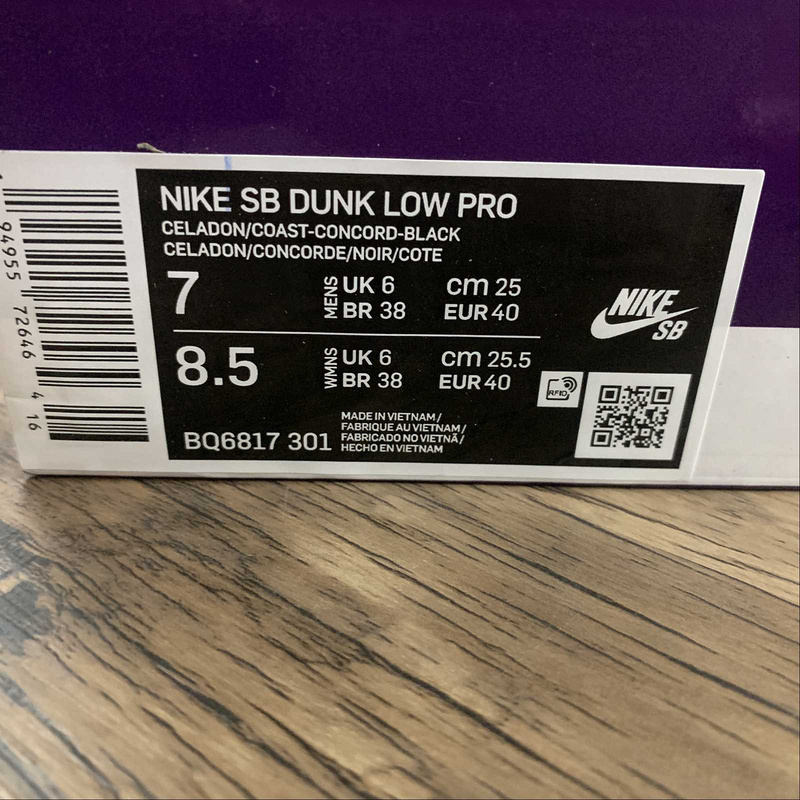 NIKE SB DUNK LOW PRO
CELADON/COAST-CONCORD-BLACK
CELADON/CONCORDE/NOIR/COTE
7
MENS
UK 6 cm 25
BR 38 EUR 40
8.5
WMNS
UK 6 cm 25.5
BR 38 EUR 40
BQ6817 301
MADE IN VIETNAM /
FABRIQUE AU VIETNAM /
FABRICADO NO VIETNÃ /
HECHO EN VIETNAM
RFID
NIKE
SB
1 94955 72646 4 16